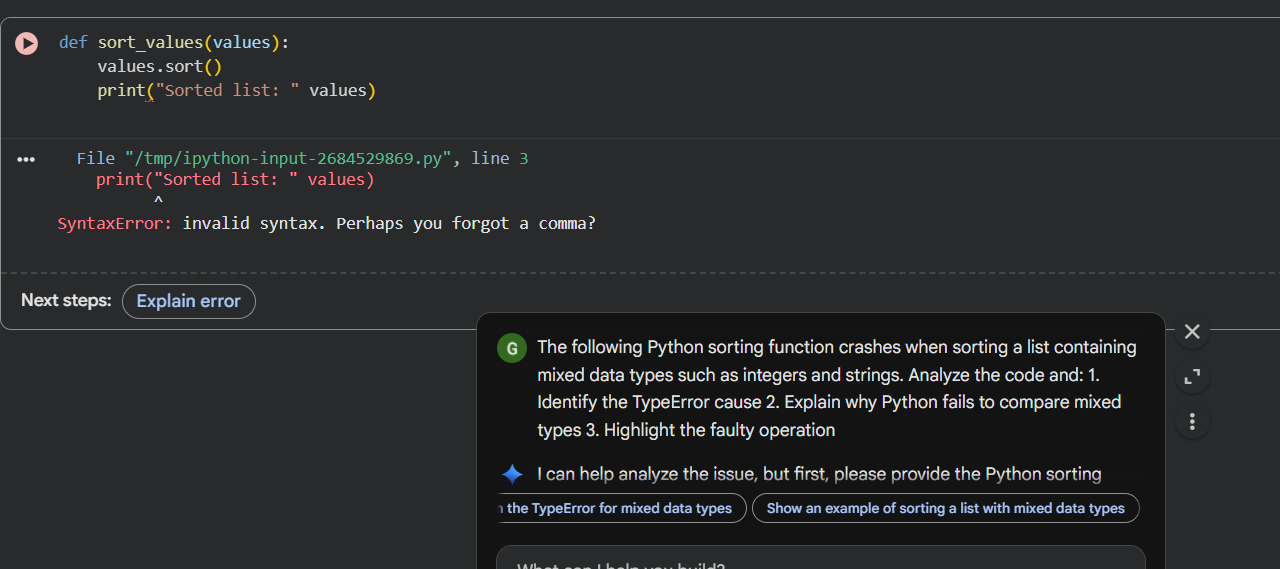 def sort_values(values):
values.sort()
print("Sorted list: " values)
File "/tmp/ipython-input-2684529869.py", line 3
print("Sorted list: " values)
^
SyntaxError: invalid syntax. Perhaps you forgot a comma?
Next steps: Explain error
G
The following Python sorting function crashes when sorting a list containing
mixed data types such as integers and strings. Analyze the code and: 1.
Identify the TypeError cause 2. Explain why Python fails to compare mixed
types 3. Highlight the faulty operation
I can help analyze the issue, but first, please provide the Python sorting
the TypeError for mixed data types Show an example of sorting a list with mixed data types
What can I help you build?